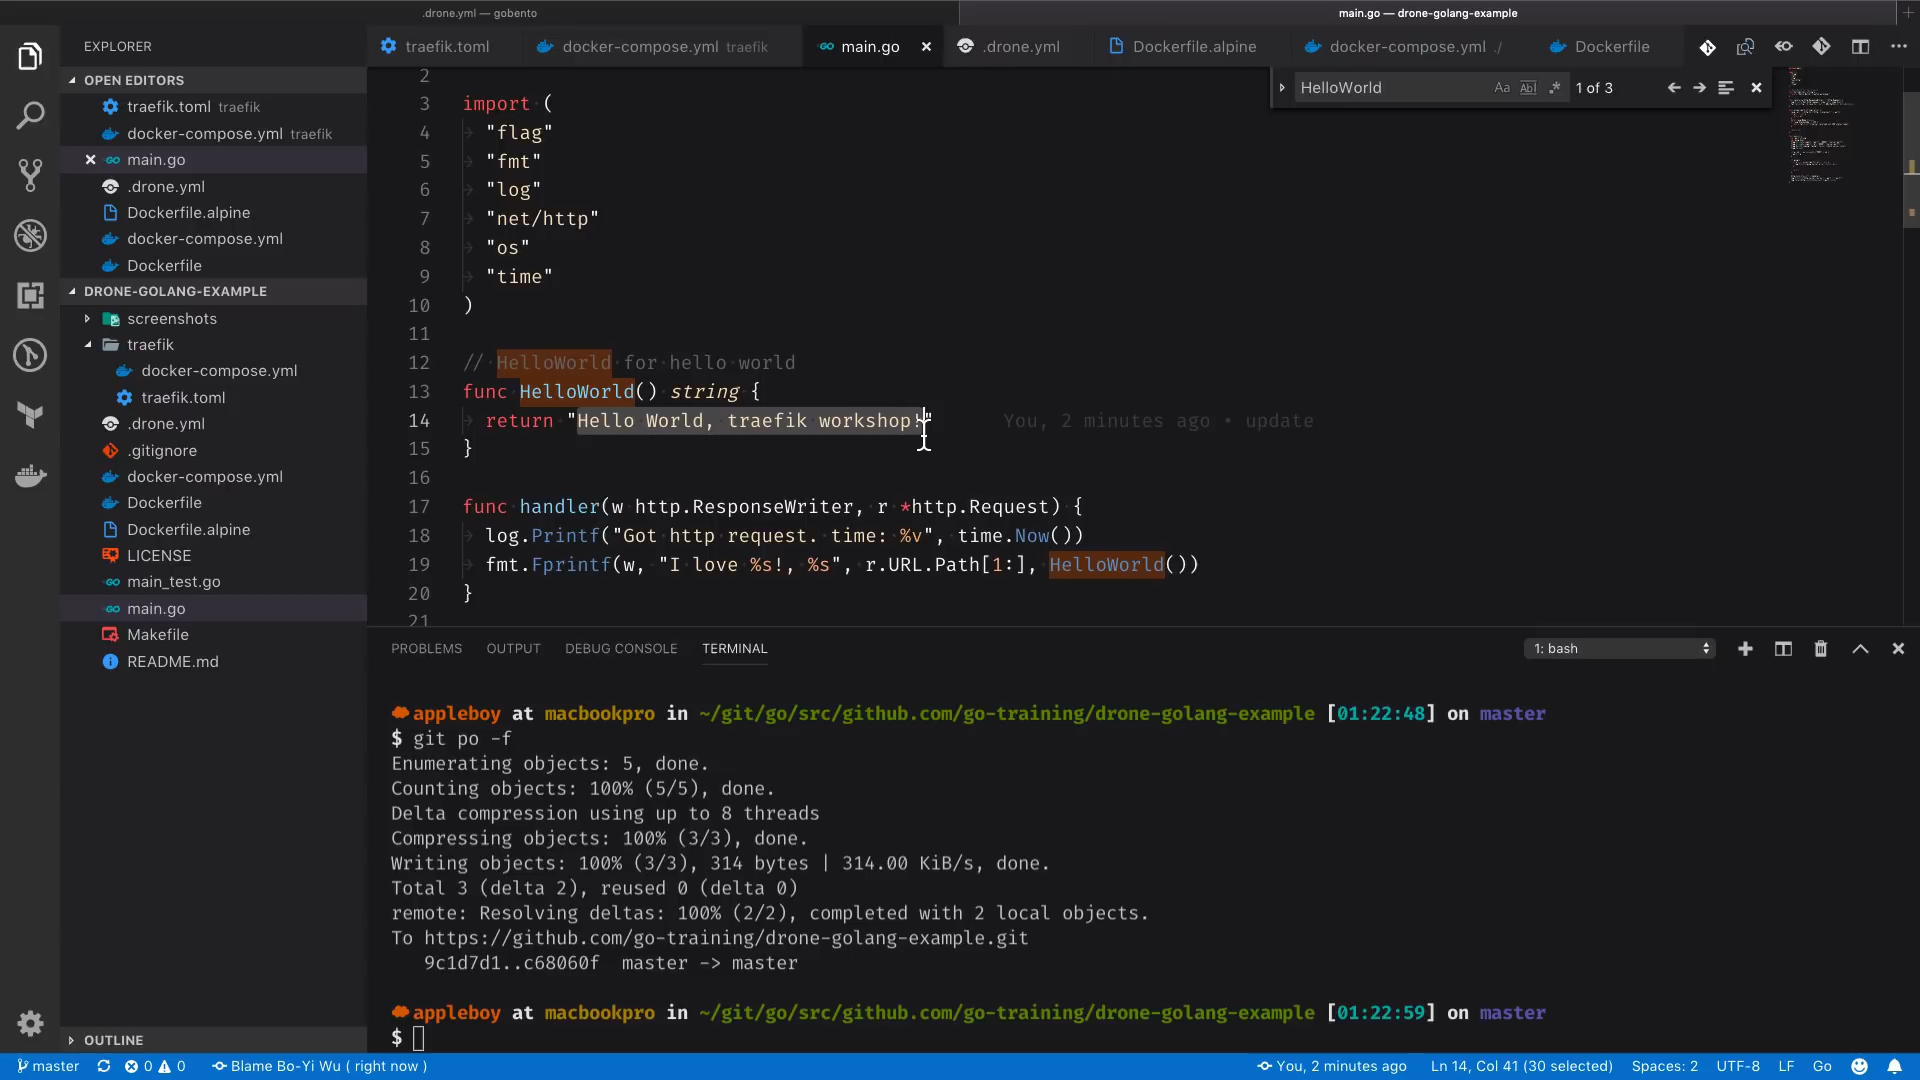 .drone.yml — gobento
main.go — drone-golang-example
EXPLORER
traefik.toml
docker-compose.yml traefik
main.go
.drone.yml
Dockerfile.alpine
docker-compose.yml ./
Dockerfile
OPEN EDITORS
traefik.toml traefik
docker-compose.yml traefik
main.go
.drone.yml
Dockerfile.alpine
docker-compose.yml
Dockerfile
DRONE-GOLANG-EXAMPLE
screenshots
traefik
docker-compose.yml
traefik.toml
.drone.yml
.gitignore
docker-compose.yml
Dockerfile
Dockerfile.alpine
LICENSE
main_test.go
main.go
Makefile
README.md
OUTLINE
HelloWorld Aa Abl .* 1 of 3
2
3 import (
4 "flag"
5 "fmt"
6 "log"
7 "net/http"
8 "os"
9 "time"
10 )
11
12 // HelloWorld for hello world
13 func HelloWorld() string {
14 return "Hello World, traefik workshop!" You, 2 minutes ago • update
15 }
16
17 func handler(w http.ResponseWriter, r *http.Request) {
18 log.Printf("Got http request. time: %v", time.Now())
19 fmt.Fprintf(w, "I love %s!, %s", r.URL.Path[1:], HelloWorld())
20 }
21
PROBLEMS OUTPUT DEBUG CONSOLE TERMINAL 1: bash
appleboy at macbookpro in ~/git/go/src/github.com/go-training/drone-golang-example [01:22:48] on master
$ git po -f
Enumerating objects: 5, done.
Counting objects: 100% (5/5), done.
Delta compression using up to 8 threads
Compressing objects: 100% (3/3), done.
Writing objects: 100% (3/3), 314 bytes | 314.00 KiB/s, done.
Total 3 (delta 2), reused 0 (delta 0)
remote: Resolving deltas: 100% (2/2), completed with 2 local objects.
To https://github.com/go-training/drone-golang-example.git
9c1d7d1..c68060f master -> master
appleboy at macbookpro in ~/git/go/src/github.com/go-training/drone-golang-example [01:22:59] on master
$
master 0 0 Blame Bo-Yi Wu ( right now ) You, 2 minutes ago Ln 14, Col 41 (30 selected) Spaces: 2 UTF-8 LF Go